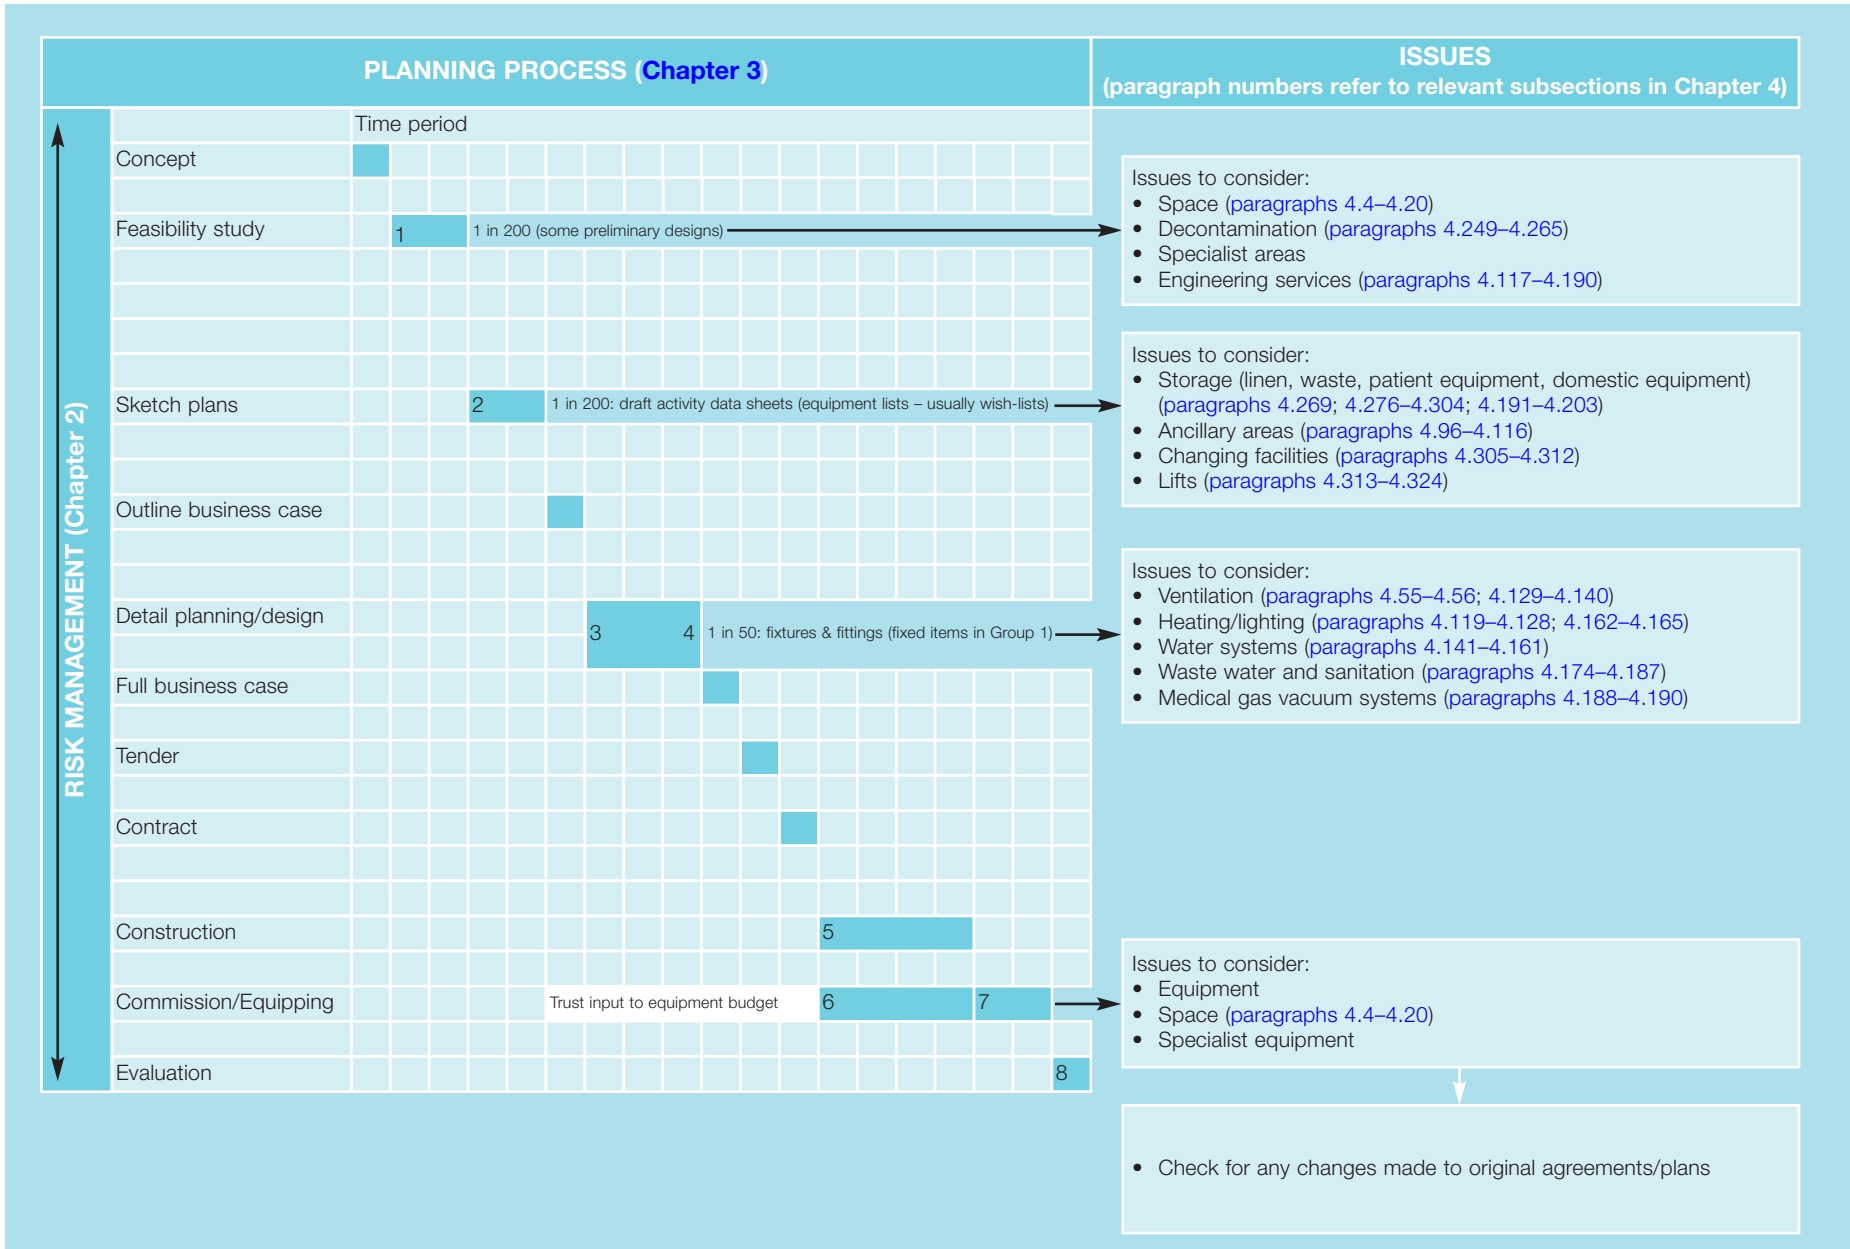 PLANNING PROCESS (Chapter 3)
ISSUES
(paragraph numbers refer to relevant subsections in Chapter 4)
RISK MANAGEMENT (Chapter 2)
Time period
Concept
Feasibility study
1
1 in 200 (some preliminary designs)
Issues to consider:
• Space (paragraphs 4.4–4.20)
• Decontamination (paragraphs 4.249–4.265)
• Specialist areas
• Engineering services (paragraphs 4.117–4.190)
Sketch plans
2
1 in 200: draft activity data sheets (equipment lists – usually wish-lists)
Issues to consider:
• Storage (linen, waste, patient equipment, domestic equipment)
(paragraphs 4.269; 4.276–4.304; 4.191–4.203)
• Ancillary areas (paragraphs 4.96–4.116)
• Changing facilities (paragraphs 4.305–4.312)
• Lifts (paragraphs 4.313–4.324)
Outline business case
Detail planning/design
3 4
1 in 50: fixtures & fittings (fixed items in Group 1)
Issues to consider:
• Ventilation (paragraphs 4.55–4.56; 4.129–4.140)
• Heating/lighting (paragraphs 4.119–4.128; 4.162–4.165)
• Water systems (paragraphs 4.141–4.161)
• Waste water and sanitation (paragraphs 4.174–4.187)
• Medical gas vacuum systems (paragraphs 4.188–4.190)
Full business case
Tender
Contract
Construction
5
Commission/Equipping
Trust input to equipment budget
6
7
Issues to consider:
• Equipment
• Space (paragraphs 4.4–4.20)
• Specialist equipment
Evaluation
8
• Check for any changes made to original agreements/plans